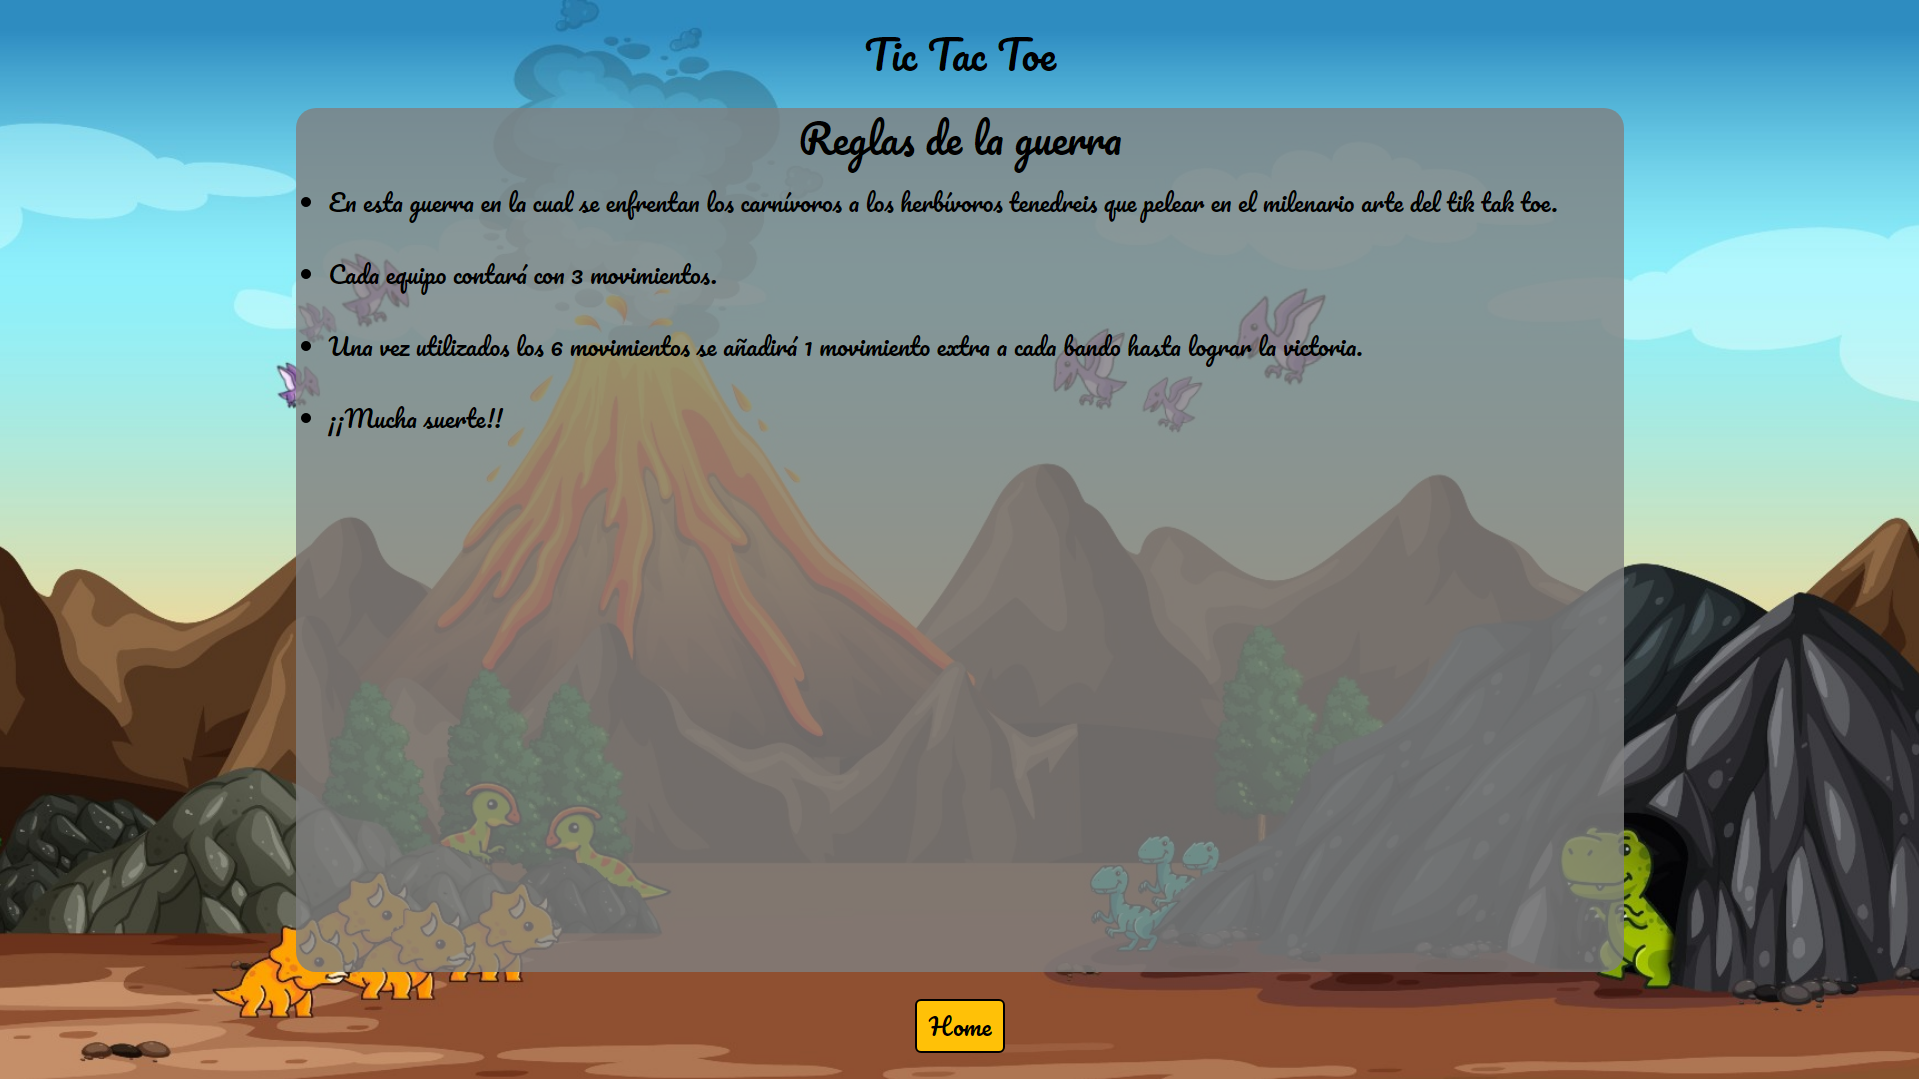 Tic Tac Toe
Reglas de la guerra
• En esta guerra en la cual se enfrentan los carnívoros a los herbívoros tenedreis que pelear en el milenario arte del tik tak toe.
• Cada equipo contará con 3 movimientos.
• Una vez utilizados los 6 movimientos se añadirá 1 movimiento extra a cada bando hasta lograr la victoria.
• ¡¡Mucha suerte!!
Home